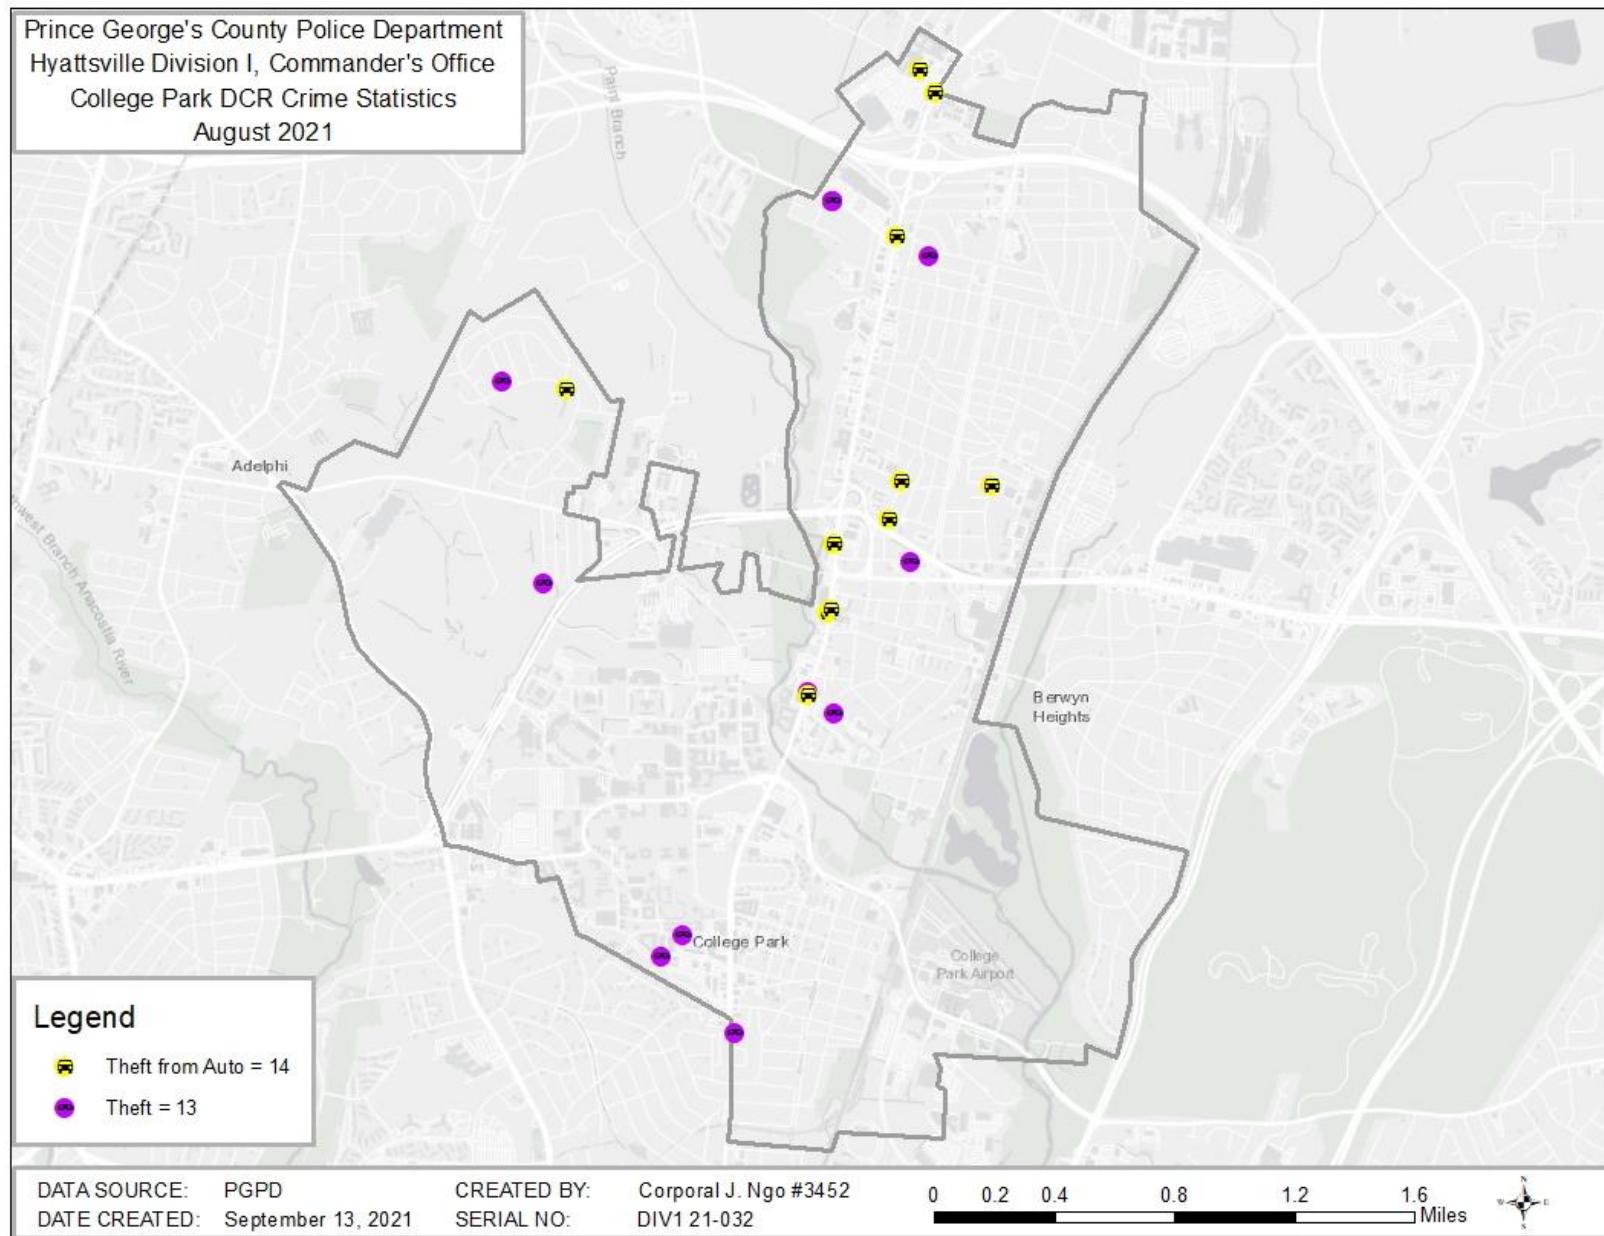 Prince George's County Police Department
Hyattsville Division I, Commander's Office
College Park DCR Crime Statistics
August 2021
Paint Branch
Adelphi
Branch Anacostia River
Berwyn
Heights
College Park
College
Park Airport
Legend
Theft from Auto = 14
Theft = 13
DATA SOURCE: PGPD CREATED BY: Corporal J. Ngo #3452
DATE CREATED: September 13, 2021 SERIAL NO: DIV1 21-032
0 0.2 0.4 0.8 1.2 1.6
Miles
N
W E
S